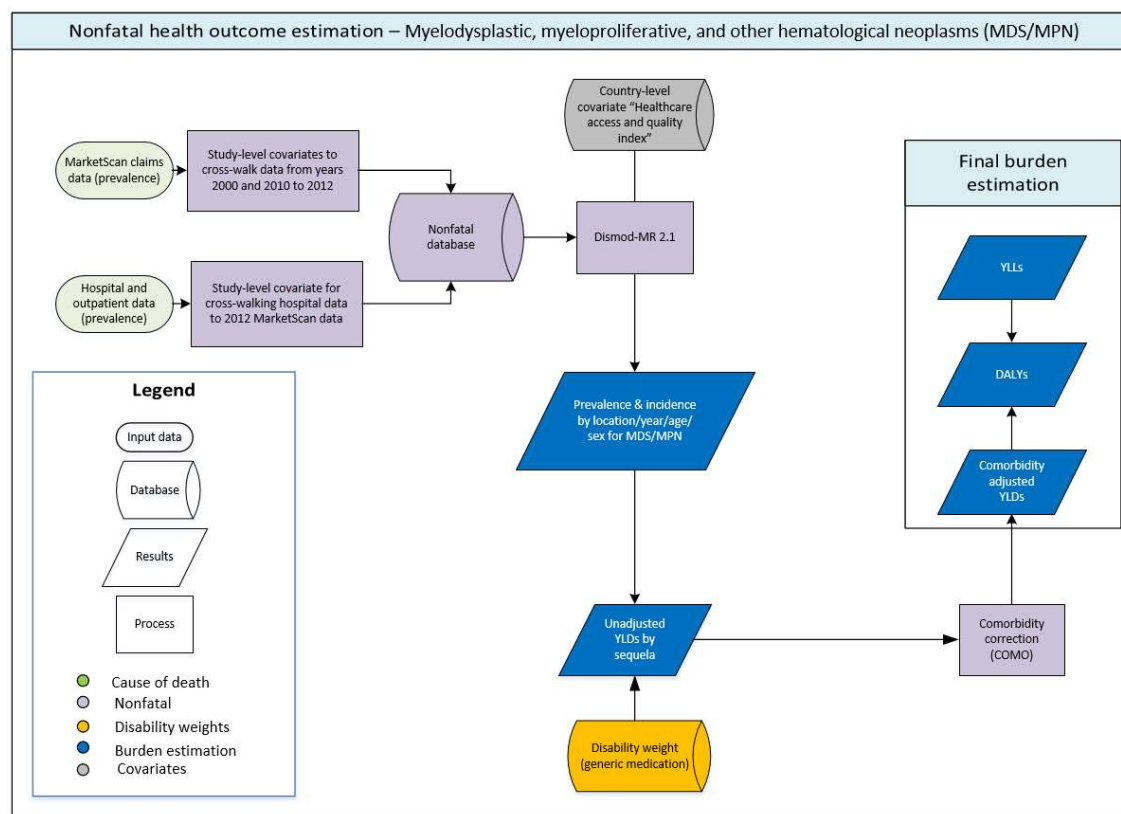 Nonfatal health outcome estimation – Myelodysplastic, myeloproliferative, and other hematological neoplasms (MDS/MPN)
MarketScan claims
data (prevalence)
Study-level covariates to
cross-walk data from years
2000 and 2010 to 2012
Hospital and
outpatient data
(prevalence)
Study-level covariate for
cross-walking hospital data
to 2012 MarketScan data
Nonfatal
database
Country-level
covariate “Healthcare
access and quality
index”
Dismod-MR 2.1
Prevalence & incidence
by location/year/age/
sex for MDS/MPN
Unadjusted
YLDs by
sequela
Disability weight
(generic medication)
Comorbidity
correction
(COMO)
Final burden
estimation
YLLs
DALYs
Comorbidity
adjusted
YLDs
Legend
Input data
Database
Results
Process
Cause of death
Nonfatal
Disability weights
Burden estimation
Covariates